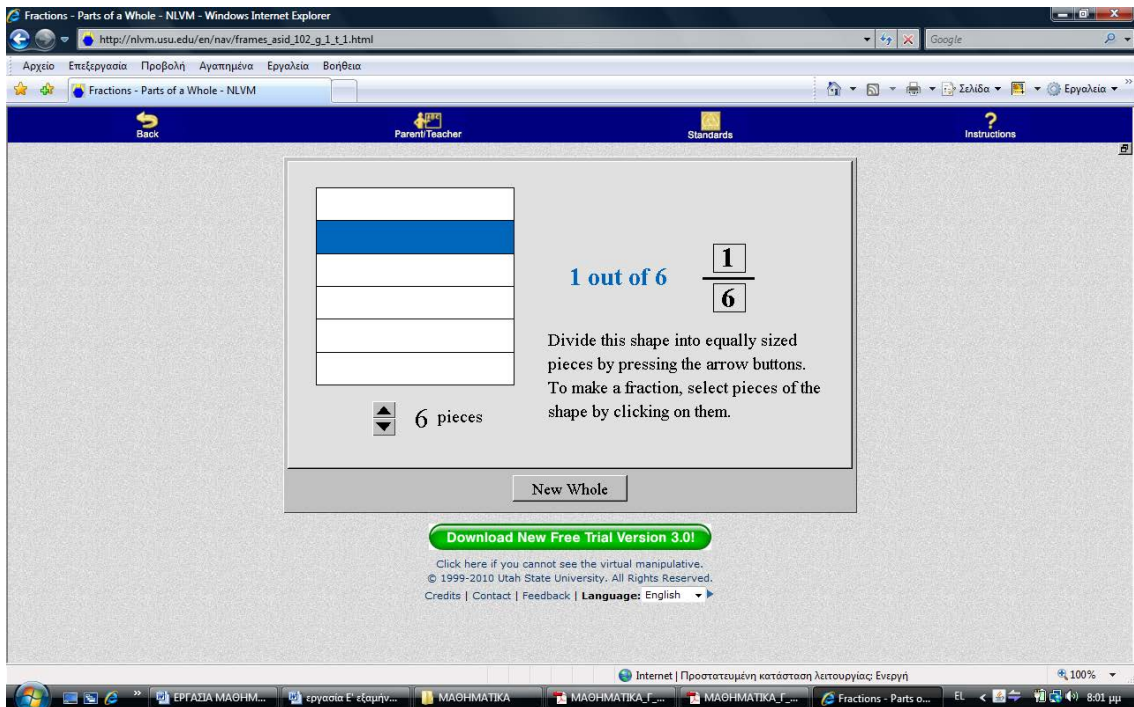 Fractions - Parts of a Whole - NLVM - Windows Internet Explorer
http://nlvm.usu.edu/en/nav/frames_asid_102_g_1_t_1.html
Google
Αρχείο Επεξεργασία Προβολή Αγαπημένα Εργαλεία Βοήθεια
Fractions - Parts of a Whole - NLVM
Σελίδα
Εργαλεία
Back
Parent/Teacher
Standards
Instructions
1 out of 6
1
6
Divide this shape into equally sized
pieces by pressing the arrow buttons.
To make a fraction, select pieces of the
shape by clicking on them.
6 pieces
New Whole
Download New Free Trial Version 3.0!
Click here if you cannot see the virtual manipulative.
© 1999-2010 Utah State University. All Rights Reserved.
Credits | Contact | Feedback | Language: English
Internet | Προστατευμένη κατάσταση λειτουργίας: Ενεργή
100%
ΕΡΓΑΣΙΑ ΜΑΘΗΜ...
εργασία Ε' εξαμήν...
ΜΑΘΗΜΑΤΙΚΑ
ΜΑΘΗΜΑΤΙΚΑ_Γ_...
ΜΑΘΗΜΑΤΙΚΑ_Γ_...
Fractions - Parts o...
EL
8:01 μμ